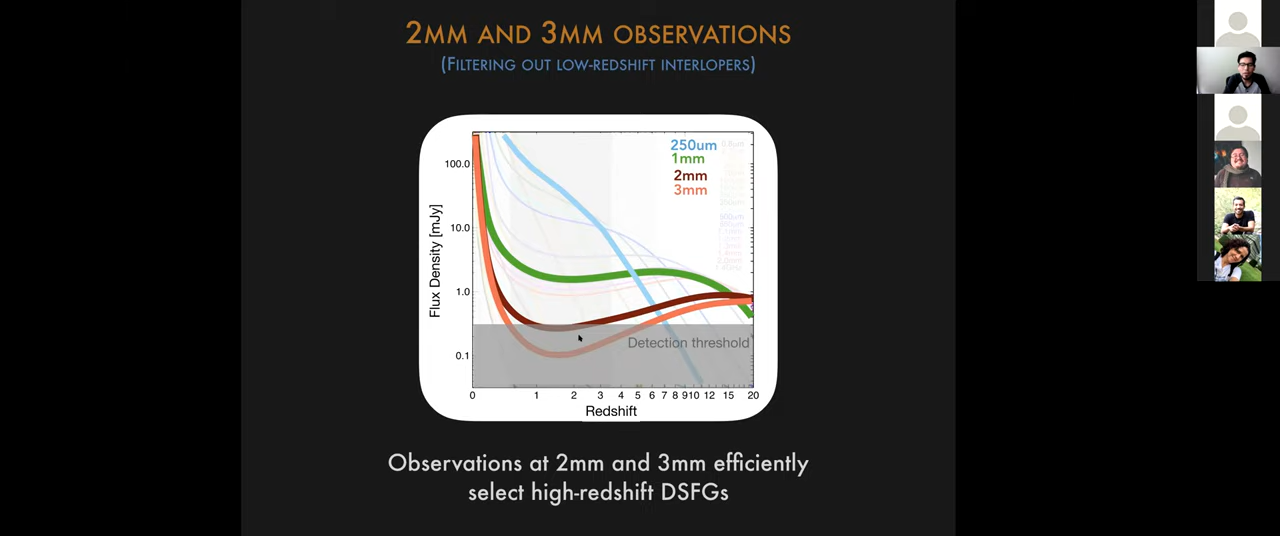 2MM AND 3MM OBSERVATIONS
(FILTERING OUT LOW-REDSHIFT INTERLOPERS)
250um
1mm
2mm
3mm
100.0
10.0
1.0
0.1
Flux Density [mJy]
Detection threshold
0 1 2 3 4 5 6 7 8 9 10 12 15 20
Redshift
Observations at 2mm and 3mm efficiently
select high-redshift DSFGs